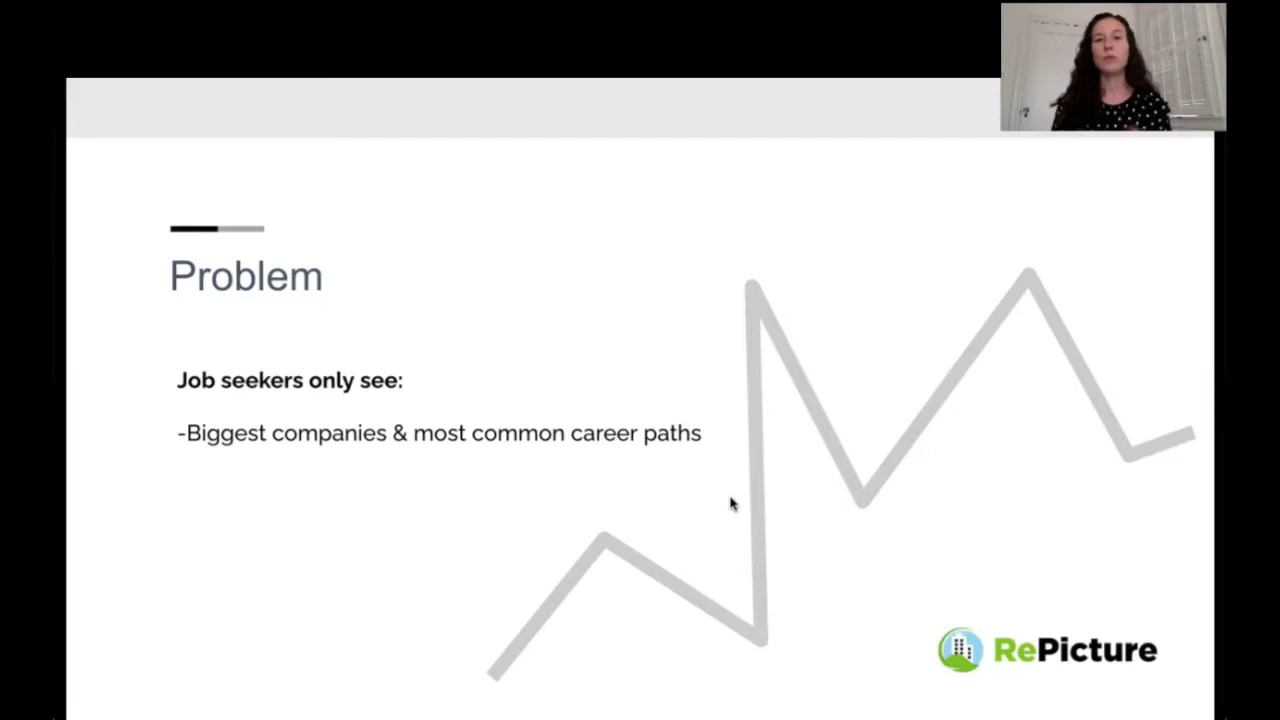 Problem
Job seekers only see:
-Biggest companies & most common career paths
RePicture